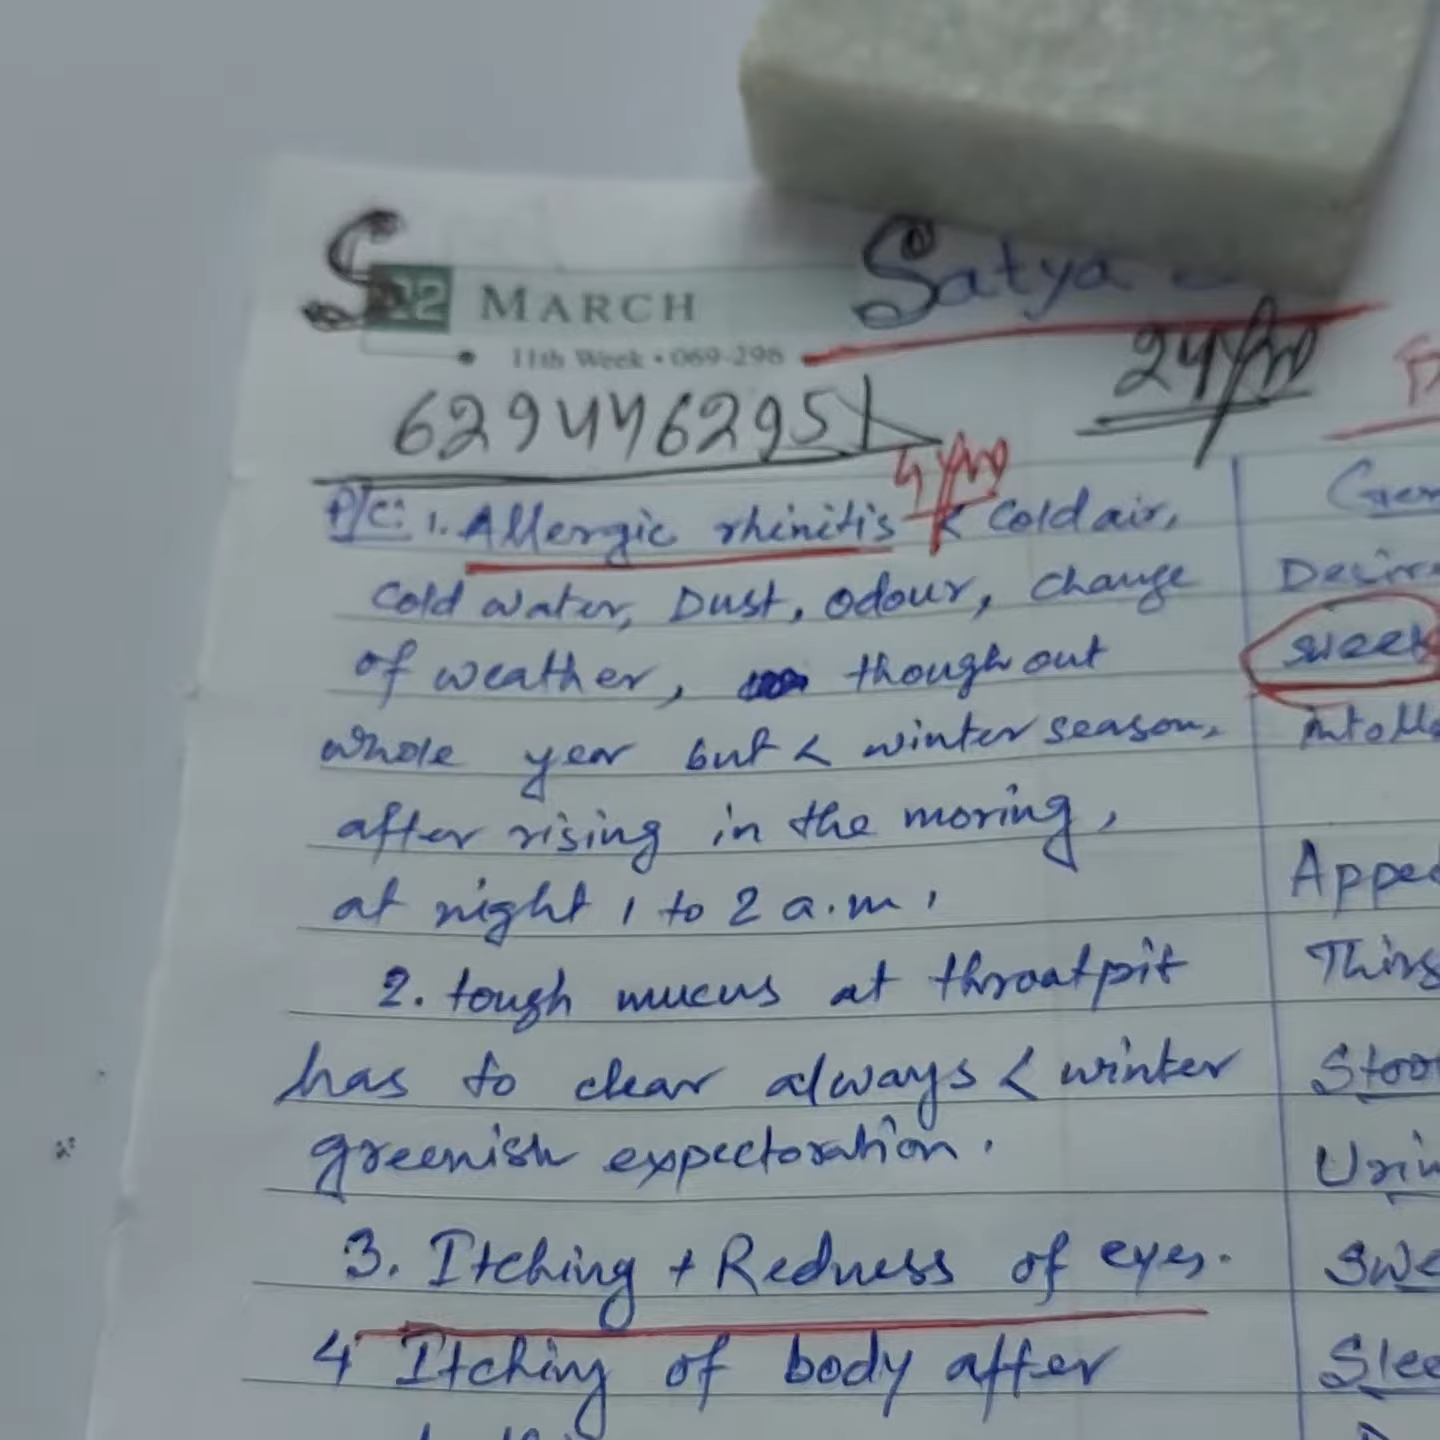 S 22 MARCH
11th Week • 069-296
Satya
6294462951
24 yrs
4 yrs
P/C: 1. Allergic rhinitis < cold air,
cold water, Dust, odour, change
of weather, though out
whole year but < winter season,
after rising in the moring,
at night 1 to 2 a.m,
2. tough mucus at throatpit
has to clear always < winter
greenish expectoration.
3. Itching + Redness of eyes.
4 Itching of body after
Desire
sweet
Thirs
Stool
Urin
Swe
Slee